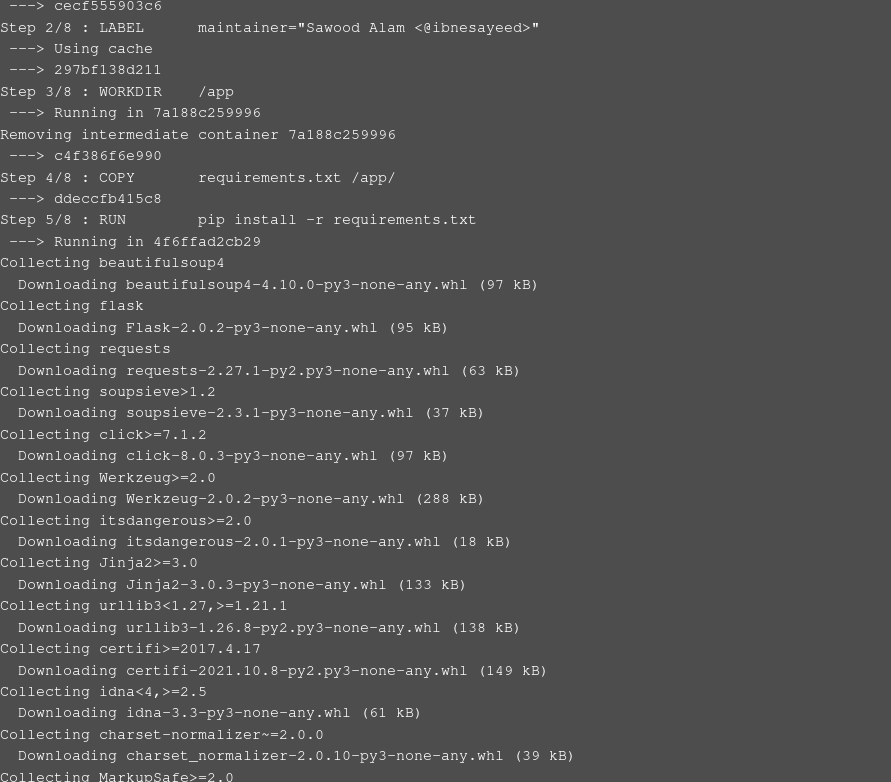 ---> cecf555903c6
Step 2/8 : LABEL      maintainer="Sawood Alam <@ibnesayeed>"
 ---> Using cache
 ---> 297bf138d211
Step 3/8 : WORKDIR    /app
 ---> Running in 7a188c259996
Removing intermediate container 7a188c259996
 ---> c4f386f6e990
Step 4/8 : COPY       requirements.txt /app/
 ---> ddeccfb415c8
Step 5/8 : RUN        pip install -r requirements.txt
 ---> Running in 4f6ffad2cb29
Collecting beautifulsoup4
  Downloading beautifulsoup4-4.10.0-py3-none-any.whl (97 kB)
Collecting flask
  Downloading Flask-2.0.2-py3-none-any.whl (95 kB)
Collecting requests
  Downloading requests-2.27.1-py2.py3-none-any.whl (63 kB)
Collecting soupsieve>1.2
  Downloading soupsieve-2.3.1-py3-none-any.whl (37 kB)
Collecting click>=7.1.2
  Downloading click-8.0.3-py3-none-any.whl (97 kB)
Collecting Werkzeug>=2.0
  Downloading Werkzeug-2.0.2-py3-none-any.whl (288 kB)
Collecting itsdangerous>=2.0
  Downloading itsdangerous-2.0.1-py3-none-any.whl (18 kB)
Collecting Jinja2>=3.0
  Downloading Jinja2-3.0.3-py3-none-any.whl (133 kB)
Collecting urllib3<1.27,>=1.21.1
  Downloading urllib3-1.26.8-py2.py3-none-any.whl (138 kB)
Collecting certifi>=2017.4.17
  Downloading certifi-2021.10.8-py2.py3-none-any.whl (149 kB)
Collecting idna<4,>=2.5
  Downloading idna-3.3-py3-none-any.whl (61 kB)
Collecting charset-normalizer~=2.0.0
  Downloading charset_normalizer-2.0.10-py3-none-any.whl (39 kB)
Collecting MarkupSafe>=2.0